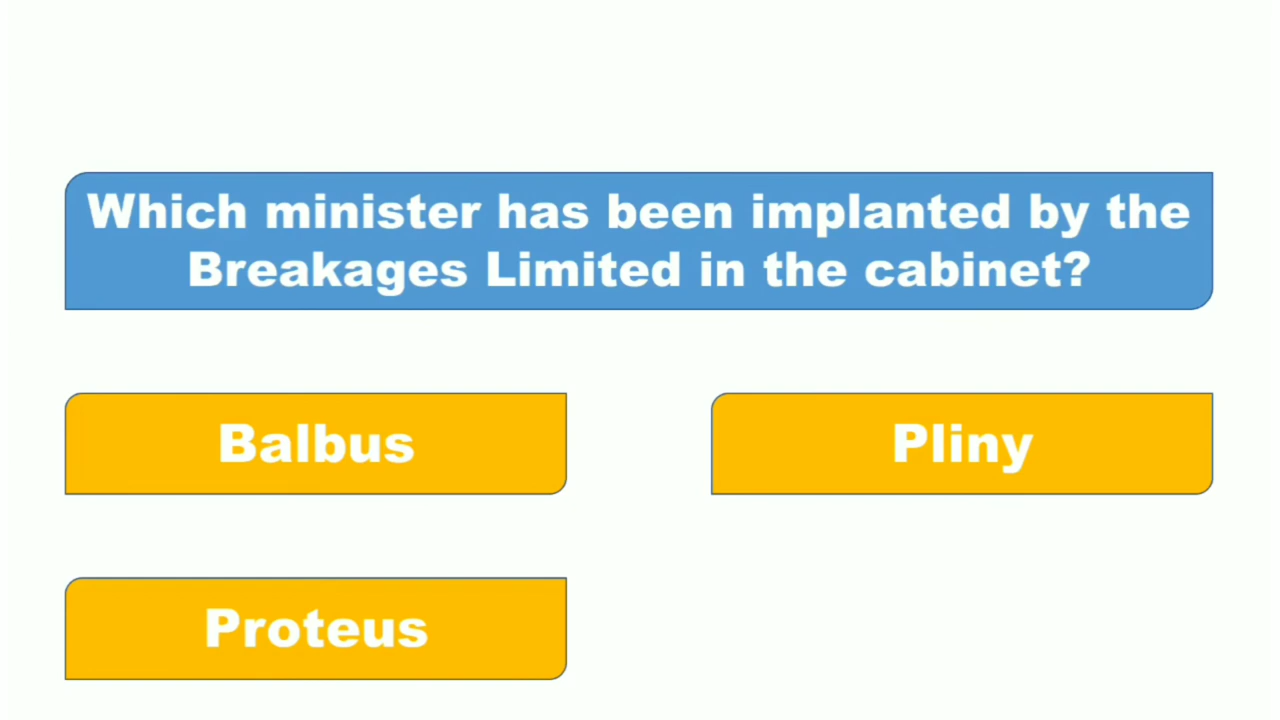 Which minister has been implanted by the
Breakages Limited in the cabinet?
Balbus
Pliny
Proteus